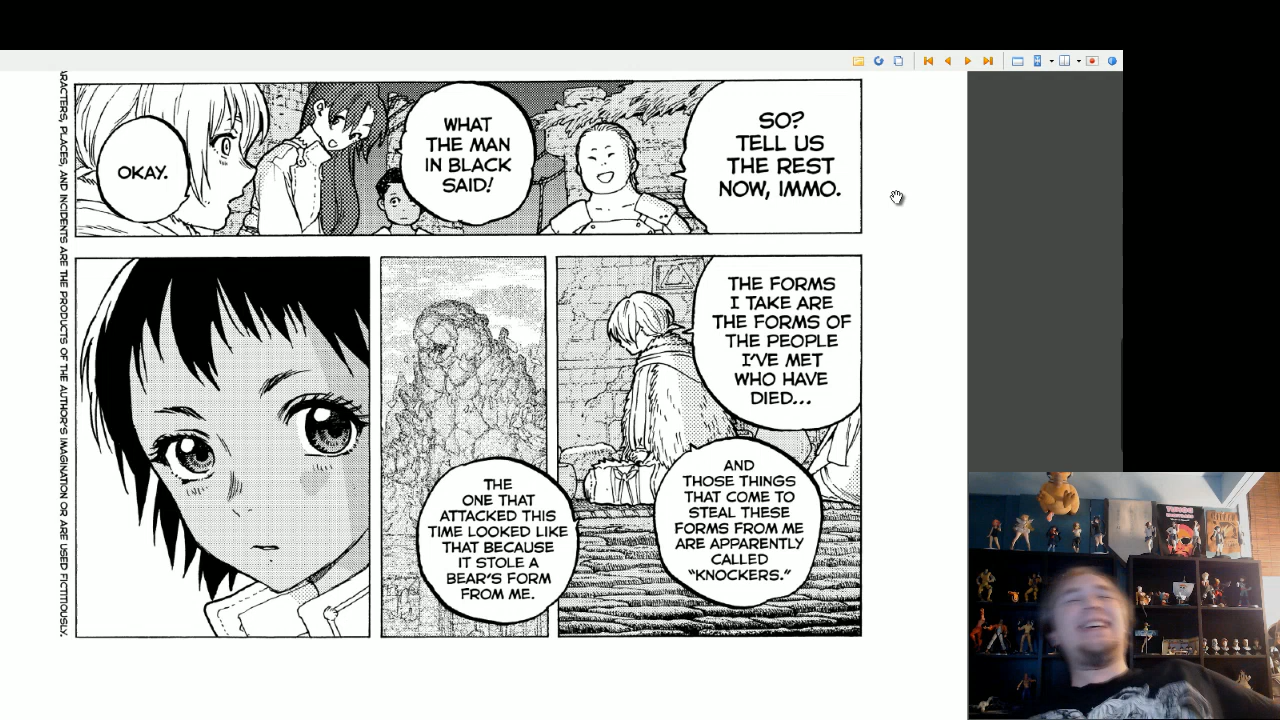 SO?
TELL US
THE REST
NOW, IMMO.
WHAT
THE MAN
IN BLACK
SAID!
OKAY.
THE FORMS
I TAKE ARE
THE FORMS OF
THE PEOPLE
I'VE MET
WHO HAVE
DIED...
AND
THOSE THINGS
THAT COME TO
STEAL THESE
FORMS FROM ME
ARE APPARENTLY
CALLED
"KNOCKERS."
THE
ONE THAT
ATTACKED THIS
TIME LOOKED LIKE
THAT BECAUSE
IT STOLE A
BEAR'S FORM
FROM ME.
PLACES, AND INCIDENTS ARE THE PRODUCTS OF THE AUTHOR'S IMAGINATION OR ARE USED FICTITIOUSLY.